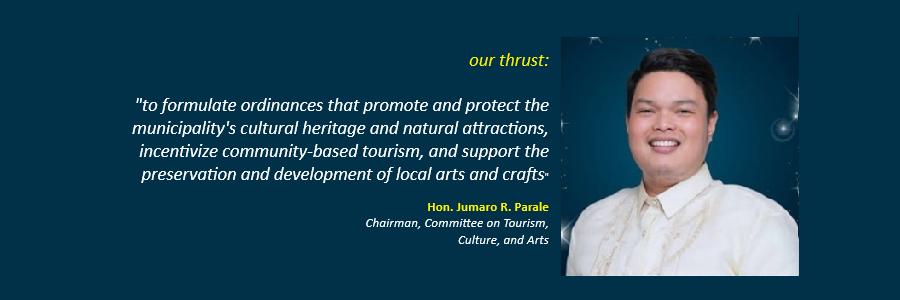 our thrust:
"to formulate ordinances that promote and protect the
municipality's cultural heritage and natural attractions,
incentivize community-based tourism, and support the
preservation and development of local arts and crafts"
Hon. Jumaro R. Parale
Chairman, Committee on Tourism,
Culture, and Arts